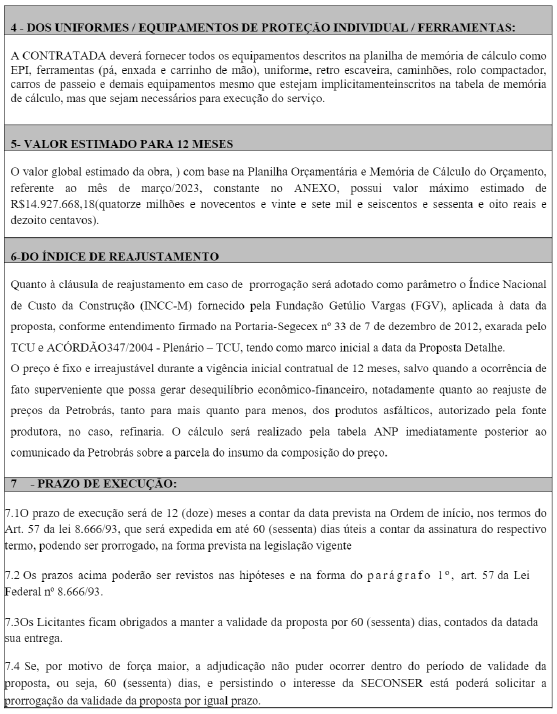 4 - DOS UNIFORMES / EQUIPAMENTOS DE PROTEÇÃO INDIVIDUAL / FERRAMENTAS:
A CONTRATADA deverá fornecer todos os equipamentos descritos na planilha de memória de cálculo como
EPI, ferramentas (pá, enxada e carrinho de mão), uniforme, retro escaveira, caminhões, rolo compactador,
carros de passeio e demais equipamentos mesmo que estejam implicitamenteinscritos na tabela de memória
de cálculo, mas que sejam necessários para execução do serviço.
5- VALOR ESTIMADO PARA 12 MESES
O valor global estimado da obra, ) com base na Planilha Orçamentária e Memória de Cálculo do Orçamento,
referente ao mês de março/2023, constante no ANEXO, possui valor máximo estimado de
R$14.927.668,18(quatorze milhões e novecentos e vinte e sete mil e seiscentos e sessenta e oito reais e
dezoito centavos).
6-DO ÍNDICE DE REAJUSTAMENTO
Quanto à cláusula de reajustamento em caso de prorrogação será adotado como parâmetro o Índice Nacional
de Custo da Construção (INCC-M) fornecido pela Fundação Getúlio Vargas (FGV), aplicada à data da
proposta, conforme entendimento firmado na Portaria-Segecex nº 33 de 7 de dezembro de 2012, exarada pelo
TCU e ACÓRDÃO347/2004 - Plenário – TCU, tendo como marco inicial a data da Proposta Detalhe.
O preço é fixo e irreajustável durante a vigência inicial contratual de 12 meses, salvo quando a ocorrência de
fato superveniente que possa gerar desequilíbrio econômico-financeiro, notadamente quanto ao reajuste de
preços da Petrobrás, tanto para mais quanto para menos, dos produtos asfálticos, autorizado pela fonte
produtora, no caso, refinaria. O cálculo será realizado pela tabela ANP imediatamente posterior ao
comunicado da Petrobrás sobre a parcela do insumo da composição do preço.
7 - PRAZO DE EXECUÇÃO:
7.1O prazo de execução será de 12 (doze) meses a contar da data prevista na Ordem de início, nos termos do
Art. 57 da lei 8.666/93, que será expedida em até 60 (sessenta) dias úteis a contar da assinatura do respectivo
termo, podendo ser prorrogado, na forma prevista na legislação vigente
7.2 Os prazos acima poderão ser revistos nas hipóteses e na forma do parágrafo 1º, art. 57 da Lei
Federal nº 8.666/93.
7.3Os Licitantes ficam obrigados a manter a validade da proposta por 60 (sessenta) dias, contados da datada
sua entrega.
7.4 Se, por motivo de força maior, a adjudicação não puder ocorrer dentro do período de validade da
proposta, ou seja, 60 (sessenta) dias, e persistindo o interesse da SECONSER está poderá solicitar a
prorrogação da validade da proposta por igual prazo.